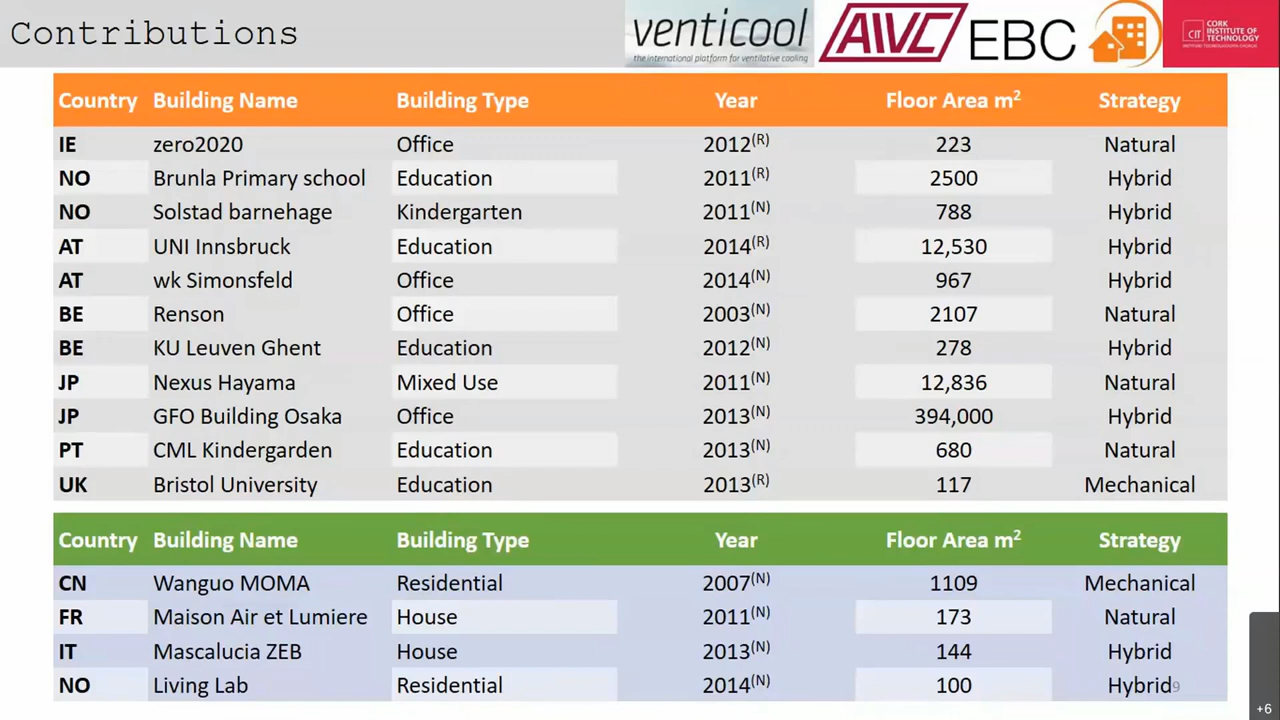 Contributions
venticool
the international platform for ventilative cooling
AIVC
EBC
CIT
CORK
INSTITUTE OF
TECHNOLOGY
Country Building Name Building Type Year Floor Area m² Strategy
IE zero2020 Office 2012(R) 223 Natural
NO Brunla Primary school Education 2011(R) 2500 Hybrid
NO Solstad barnehage Kindergarten 2011(N) 788 Hybrid
AT UNI Innsbruck Education 2014(R) 12,530 Hybrid
AT wk Simonsfeld Office 2014(N) 967 Hybrid
BE Renson Office 2003(N) 2107 Natural
BE KU Leuven Ghent Education 2012(N) 278 Hybrid
JP Nexus Hayama Mixed Use 2011(N) 12,836 Natural
JP GFO Building Osaka Office 2013(N) 394,000 Hybrid
PT CML Kindergarden Education 2013(N) 680 Natural
UK Bristol University Education 2013(R) 117 Mechanical
Country Building Name Building Type Year Floor Area m² Strategy
CN Wanguo MOMA Residential 2007(N) 1109 Mechanical
FR Maison Air et Lumiere House 2011(N) 173 Natural
IT Mascalucia ZEB House 2013(N) 144 Hybrid
NO Living Lab Residential 2014(N) 100 Hybrid
9
+6